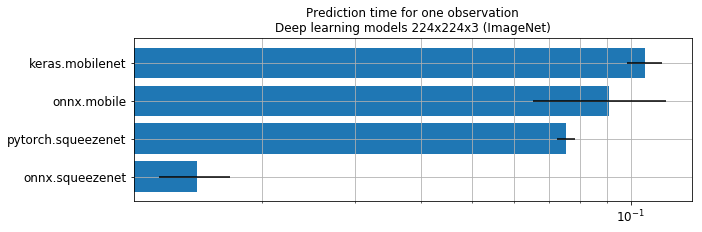 Prediction time for one observation
Deep learning models 224x224x3 (ImageNet)
keras.mobilenet
onnx.mobile
pytorch.squeezenet
onnx.squeezenet
10⁻¹